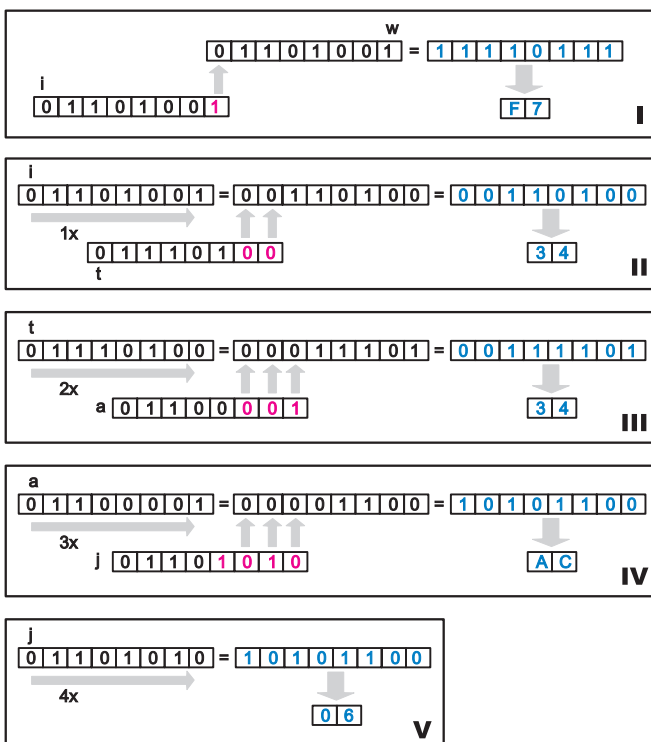 w
0 1 1 0 1 0 0 1 = 1 1 1 1 0 1 1 1
i
0 1 1 0 1 0 0 1
F 7
I
i
0 1 1 0 1 0 0 1 = 0 0 1 1 0 1 0 0 = 0 0 1 1 0 1 0 0
1x
0 1 1 1 0 1 0 0
3 4
t
II
t
0 1 1 1 0 1 0 0 = 0 0 0 1 1 1 0 1 = 0 0 1 1 1 1 0 1
2x
a 0 1 1 0 0 0 0 1
3 4
III
a
0 1 1 0 0 0 0 1 = 0 0 0 0 1 1 0 0 = 1 0 1 0 1 1 0 0
3x
j 0 1 1 0 1 0 1 0
A C
IV
j
0 1 1 0 1 0 1 0 = 1 0 1 0 1 1 0 0
4x
0 6
V